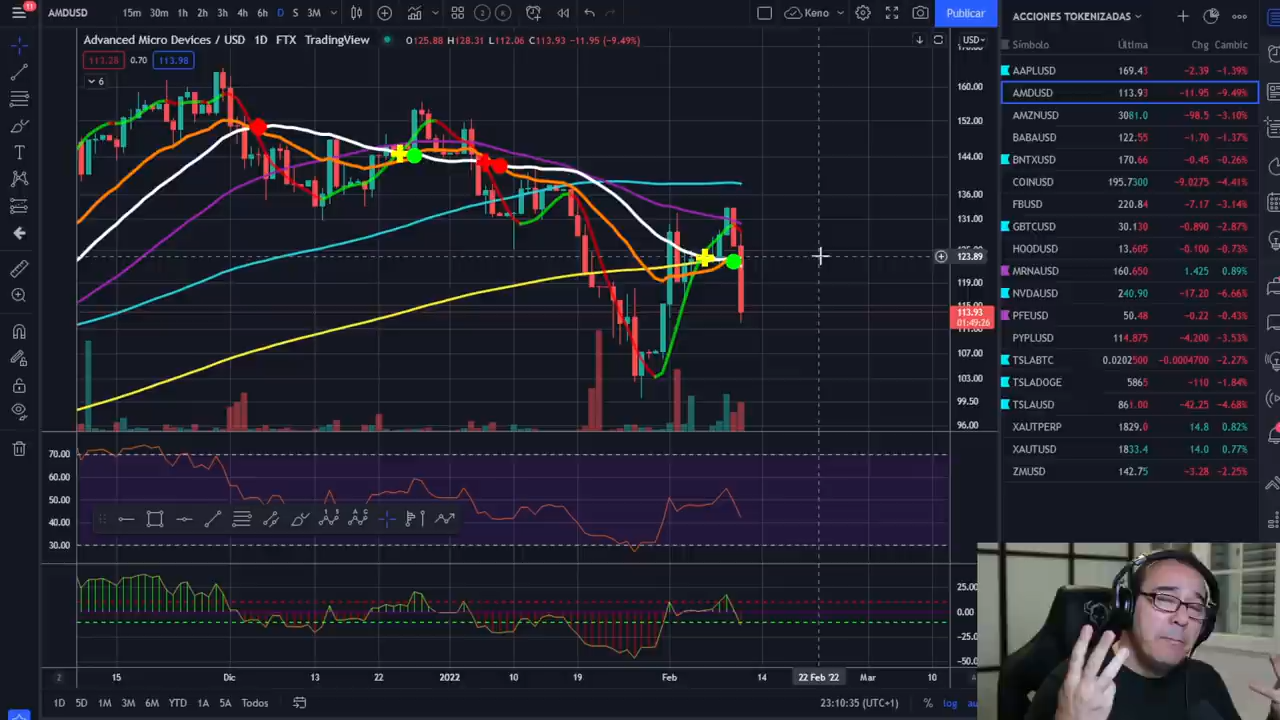 11
AMDUSD 15m 30m 1h 2h 3h 4h 6h D S 3M 2 K Keno Publicar
Advanced Micro Devices / USD 1D FTX TradingView O125.88 H128.31 L112.06 C113.93 −11.95 (−9.49%) USD
113.28 0.70 113.98
6
160.00
152.00
144.00
136.00
131.00
123.89
119.00
113.93
01:49:26
107.00
103.00
99.50
96.00
70.00
60.00
50.00
40.00
30.00
25.00
0.00
−25.00
−50.0
15 Dic 13 22 2022 10 19 Feb 14 22 Feb '22 Mar 10
1D 5D 1M 3M 6M YTD 1A 5A Todos 23:10:35 (UTC+1) % log
ACCIONES TOKENIZADAS
Símbolo Última Chg Cambic
AAPLUSD 169.43 −2.39 −1.39%
AMDUSD 113.93 −11.95 −9.49%
AMZNUSD 3081.0 −98.5 −3.10%
BABAUSD 122.55 −1.70 −1.37%
BNTXUSD 170.66 −0.45 −0.26%
COINUSD 195.7300 −9.0275 −4.41%
FBUSD 220.84 −7.17 −3.14%
GBTCUSD 30.130 −0.890 −2.87%
HOODUSD 13.605 −0.100 −0.73%
MRNAUSD 160.650 1.425 0.89%
NVDAUSD 240.90 −17.20 −6.66%
PFEUSD 50.48 −0.22 −0.43%
PYPLUSD 114.875 −4.200 −3.53%
TSLABTC 0.0202500 −0.0004700 −2.27%
TSLADOGE 5865 −110 −1.84%
TSLAUSD 861.00 −42.25 −4.68%
XAUTPERP 1829.0 14.8 0.82%
XAUTUSD 1833.4 14.0 0.77%
ZMUSD 142.75 −3.28 −2.25%